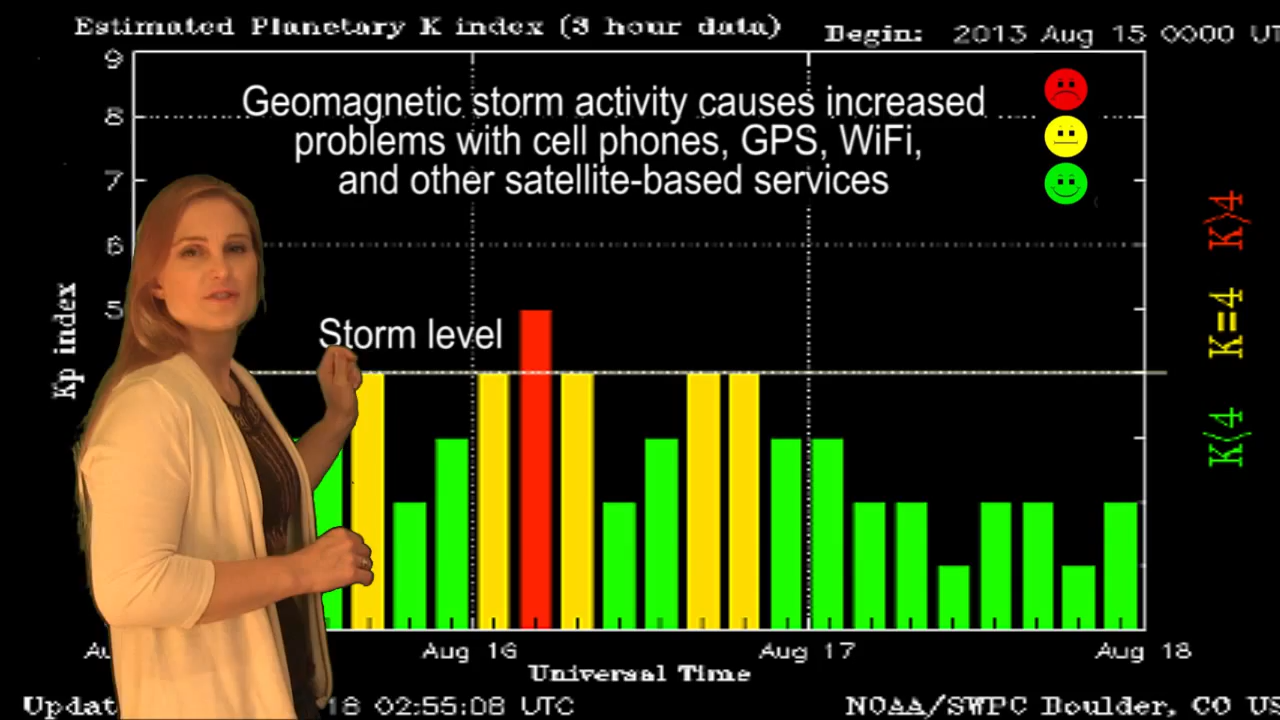 Estimated Planetary K index (3 hour data)
Begin: 2013 Aug 15 0000 UT
9
8
7
6
5
Geomagnetic storm activity causes increased
problems with cell phones, GPS, WiFi,
and other satellite-based services
Storm level
Kp index
K>4
K=4
K<4
Aug 16
Aug 17
Aug 18
Universal Time
Updat
18 02:55:08 UTC
NOAA/SWPC Boulder, CO US